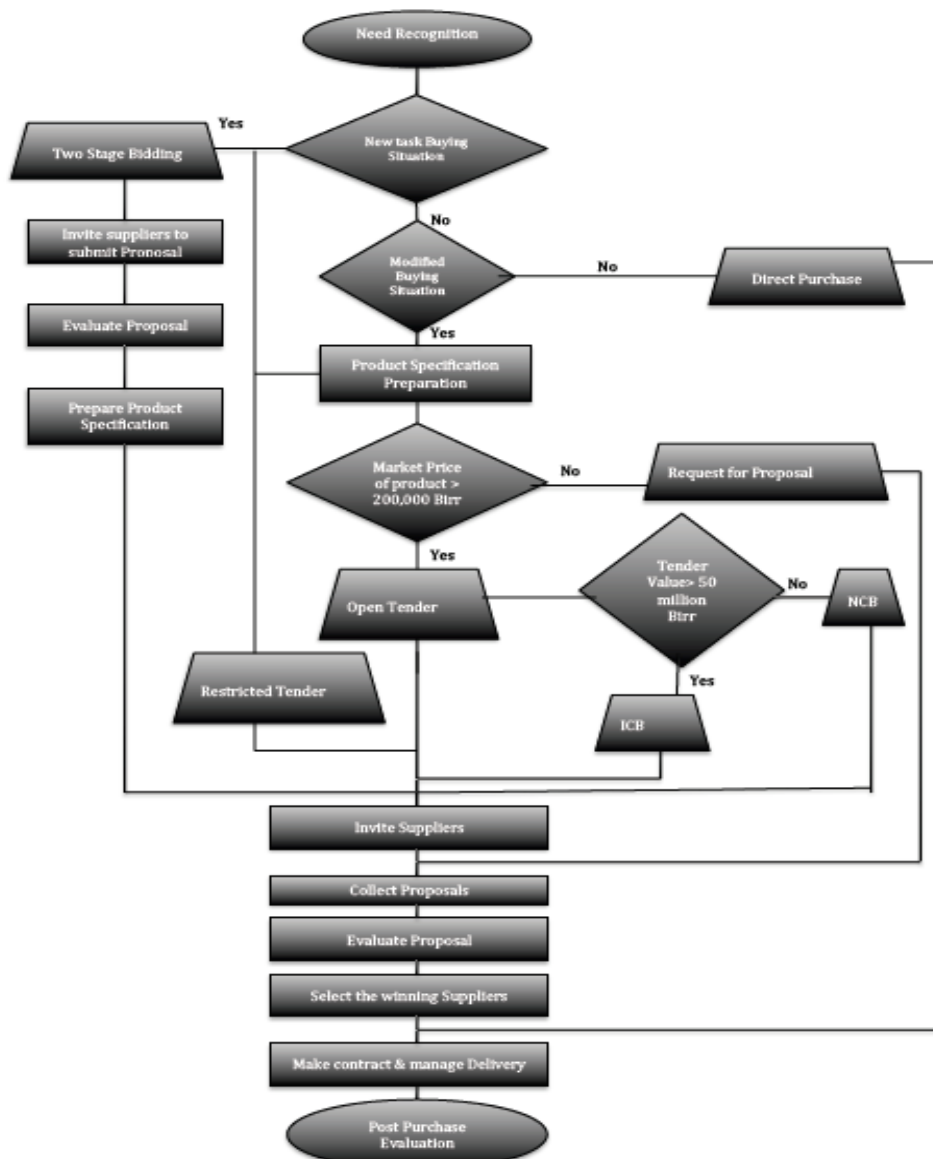 Need Recognition
Yes
New task Buying
Situation
Two Stage Bidding
No
Invite suppliers to
submit Proposal
Modified
Buying
Situation
No
Direct Purchase
Evaluate Proposal
Yes
Product Specification
Preparation
Prepare Product
Specification
Market Price
of product >
200,000 Birr
No
Request for Proposal
Yes
Tender
Value> 50
million
Birr
No
NCB
Open Tender
Yes
Restricted Tender
ICB
Invite Suppliers
Collect Proposals
Evaluate Proposal
Select the winning Suppliers
Make contract & manage Delivery
Post Purchase
Evaluation